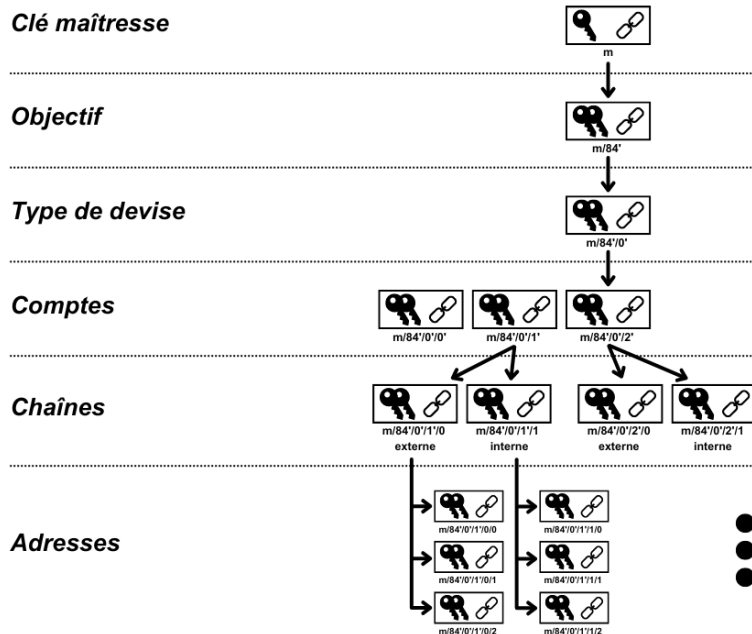 Clé maîtresse
m
Objectif
m/84'
Type de devise
m/84'/0'
Comptes
m/84'/0'/0'
m/84'/0'/1'
m/84'/0'/2'
Chaînes
m/84'/0'/1'/0
externe
m/84'/0'/1'/1
interne
m/84'/0'/2'/0
externe
m/84'/0'/2'/1
interne
Adresses
m/84'/0'/1'/0/0
m/84'/0'/1'/1/0
m/84'/0'/1'/0/1
m/84'/0'/1'/1/1
m/84'/0'/1'/0/2
m/84'/0'/1'/1/2